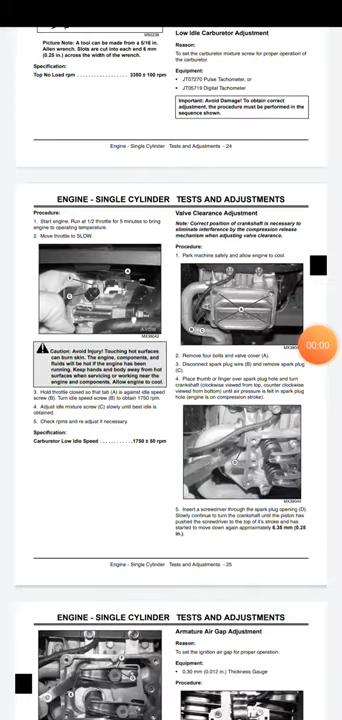 M50238
Picture Note: A tool can be made from a 5/16 in.
Allen wrench. Slots are cut into each end 6 mm
(0.25 in.) across the width of the wrench.
Specification:
Top No Load rpm . . . . . . . . . . . . . . . . . 3350 ± 100 rpm
Low Idle Carburetor Adjustment
Reason:
To set the carburetor mixture screw for proper operation of
the carburetor.
Equipment:
• JT07270 Pulse Tachometer, or
• JT05719 Digital Tachometer
Important: Avoid Damage! To obtain correct
adjustment, the procedure must be performed in the
sequence shown.
Engine - Single Cylinder Tests and Adjustments - 24
ENGINE - SINGLE CYLINDER TESTS AND ADJUSTMENTS
Procedure:
1. Start engine. Run at 1/2 throttle for 5 minutes to bring
engine to operating temperature.
2. Move throttle to SLOW.
A
MX38042
Caution: Avoid Injury! Touching hot surfaces
can burn skin. The engine, components, and
fluids will be hot if the engine has been
running. Keep hands and body away from hot
surfaces when servicing or working near the
engine and components. Allow engine to cool.
3. Hold throttle closed so that tab (A) is against idle speed
screw (B). Turn idle speed screw (B) to obtain 1750 rpm.
4. Adjust idle mixture screw (C) slowly until best idle is
obtained.
5. Check rpms and re adjust if necessary.
Specification:
Carburetor Low Idle Speed . . . . . . . . . . . .1750 ± 50 rpm
Valve Clearance Adjustment
Note: Correct position of crankshaft is necessary to
eliminate interference by the compression release
mechanism when adjusting valve clearance.
Procedure:
1. Park machine safely and allow engine to cool.
A
2. Remove four bolts and valve cover (A).
3. Disconnect spark plug wire (B) and remove spark plug
(C).
4. Place thumb or finger over spark plug hole and turn
crankshaft (clockwise viewed from top, counter clockwise
viewed from bottom) until air pressure is felt in spark plug
hole (engine on compression stroke).
D
MX38044
5. Insert a screwdriver through the spark plug opening (D)
Slowly continue to turn the crankshaft until the piston has
pushed the screwdriver to the top of it's stroke and has
started to move down again approximately 6.35 mm (0.25
in.).
00:00
Engine - Single Cylinder Tests and Adjustments - 25
ENGINE - SINGLE CYLINDER TESTS AND ADJUSTMENTS
Armature Air Gap Adjustment
Reason:
To set the ignition air gap for proper operation.
Equipment:
• 0.30 mm (0.012 in.) Thickness Gauge
Procedure: